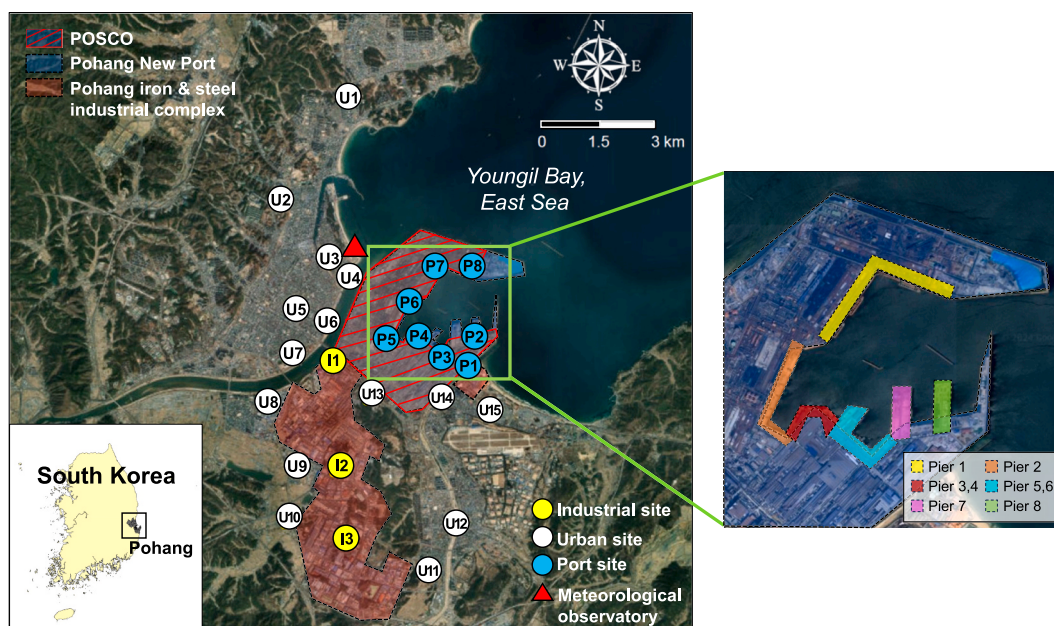 POSCO
Pohang New Port
Pohang iron & steel
industrial complex
N
W E
S
0 1.5 3 km
Youngil Bay,
East Sea
U1
U2
U3
U4
U5
U6
U7
U8
U9
U10
U11
U12
U13
U14
U15
I1
I2
I3
P1
P2
P3
P4
P5
P6
P7
P8
South Korea
Pohang
Industrial site
Urban site
Port site
Meteorological
observatory
Pier 1 Pier 2
Pier 3,4 Pier 5,6
Pier 7 Pier 8